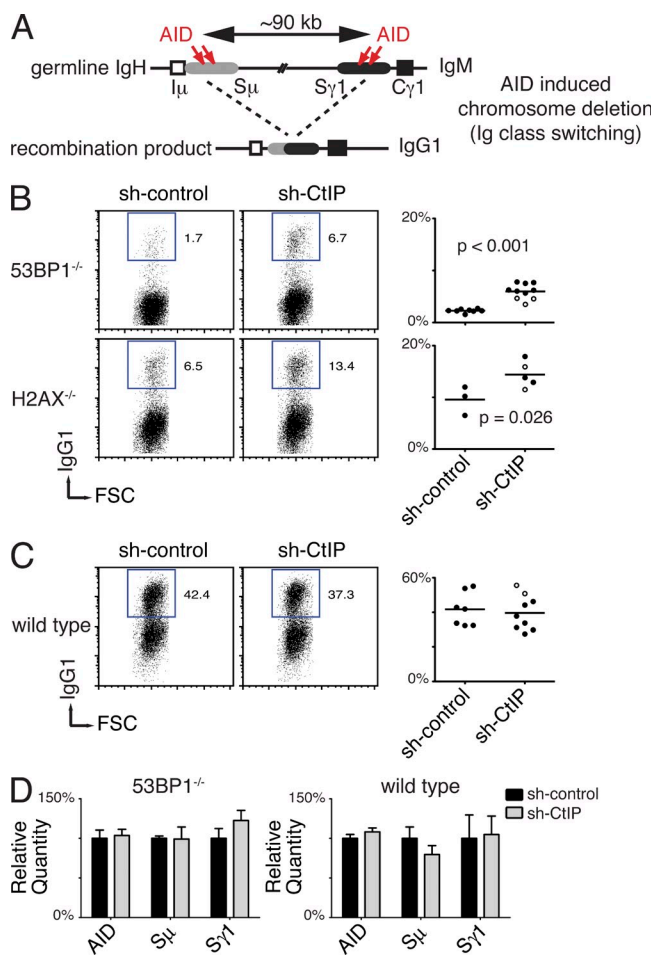 A
~90 kb
AID AID
germline IgH IgM
Iμ Sμ Sγ1 Cγ1
AID induced
chromosome deletion
(Ig class switching)
recombination product IgG1
B
sh-control sh-CtIP
53BP1-/- 1.7 6.7
20%
p < 0.001
0%
H2AX-/- 6.5 13.4
20%
p = 0.026
0%
IgG1
FSC
sh-control
sh-CtIP
C
sh-control sh-CtIP
wild type 42.4 37.3
60%
0%
IgG1
FSC
sh-control
sh-CtIP
D
53BP1-/- wild type
sh-control
sh-CtIP
150%
Relative
Quantity
0%
AID
Sμ
Sγ1
150%
Relative
Quantity
0%
AID
Sμ
Sγ1